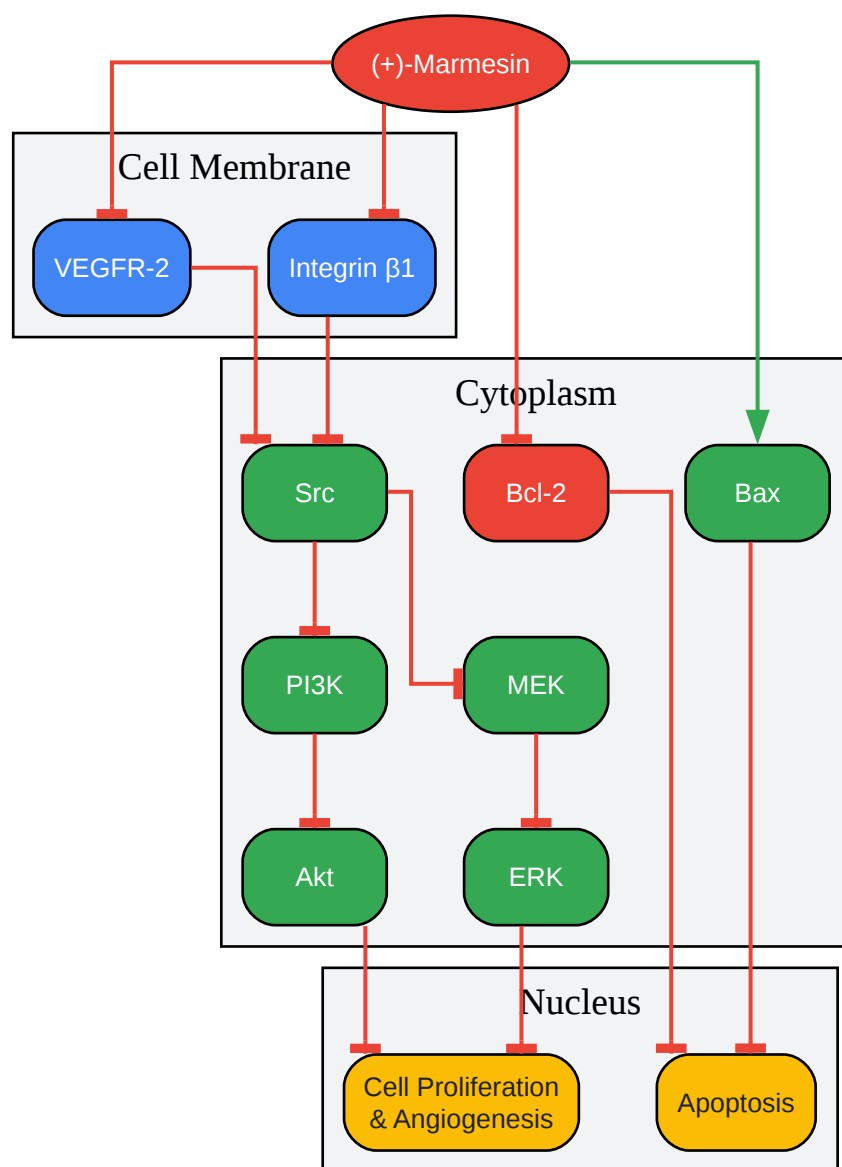 (+)-Marmesin
Cell Membrane
VEGFR-2
Integrin β1
Cytoplasm
Src
Bcl-2
Bax
PI3K
MEK
Akt
ERK
Nucleus
Cell Proliferation
& Angiogenesis
Apoptosis